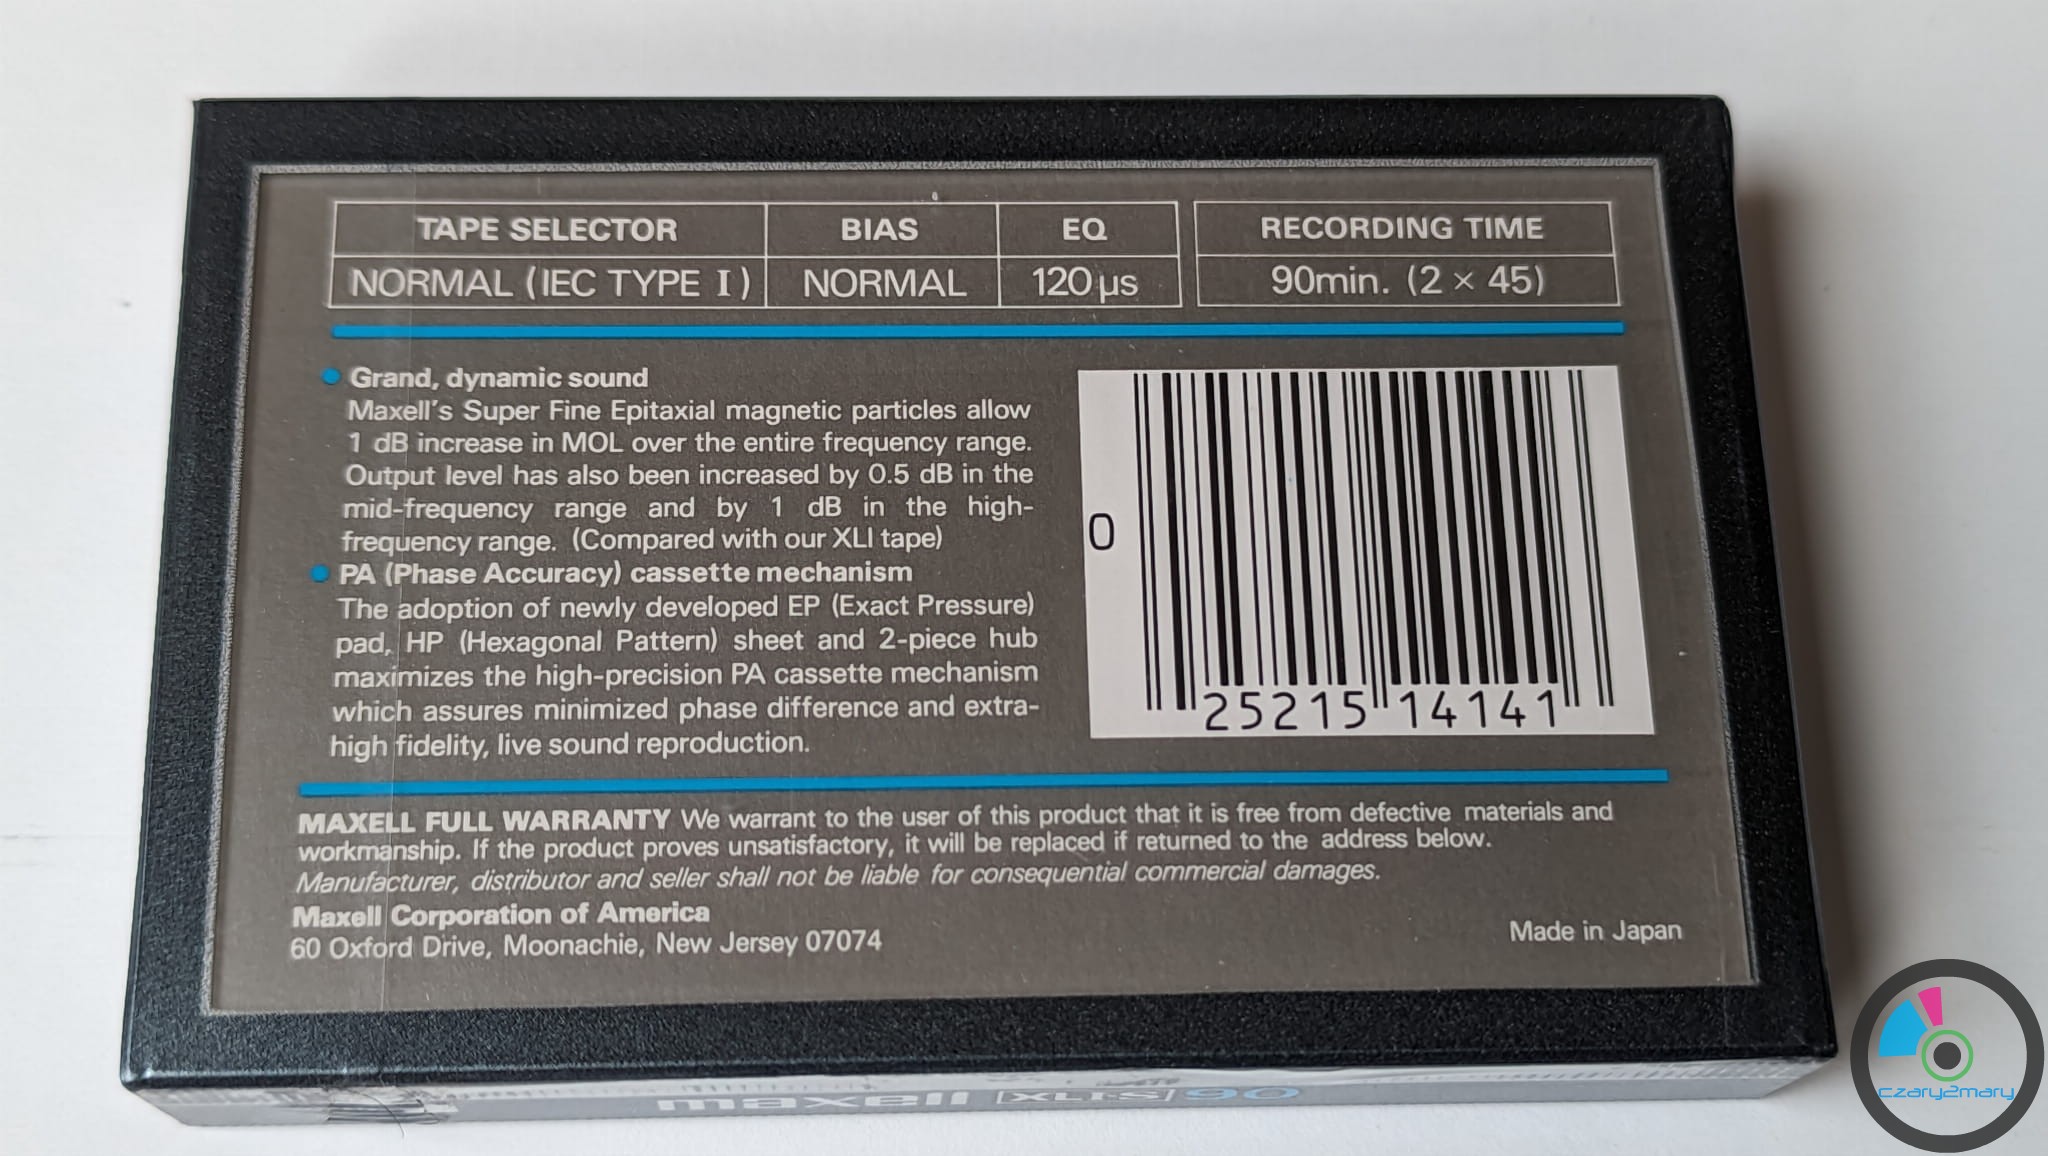 TAPE SELECTOR BIAS EQ RECORDING TIME
NORMAL (IEC TYPE I) NORMAL 120 µs 90min. (2 × 45)
Grand, dynamic sound
Maxell's Super Fine Epitaxial magnetic particles allow
1 dB increase in MOL over the entire frequency range.
Output level has also been increased by 0.5 dB in the
mid-frequency range and by 1 dB in the high-
frequency range. (Compared with our XLI tape)
PA (Phase Accuracy) cassette mechanism
The adoption of newly developed EP (Exact Pressure)
pad, HP (Hexagonal Pattern) sheet and 2-piece hub
maximizes the high-precision PA cassette mechanism
which assures minimized phase difference and extra-
high fidelity, live sound reproduction.
0 25215 14141
MAXELL FULL WARRANTY We warrant to the user of this product that it is free from defective materials and
workmanship. If the product proves unsatisfactory, it will be replaced if returned to the address below.
Manufacturer, distributor and seller shall not be liable for consequential commercial damages.
Maxell Corporation of America
60 Oxford Drive, Moonachie, New Jersey 07074
Made in Japan
maxell XLI-S 90
czary2mary